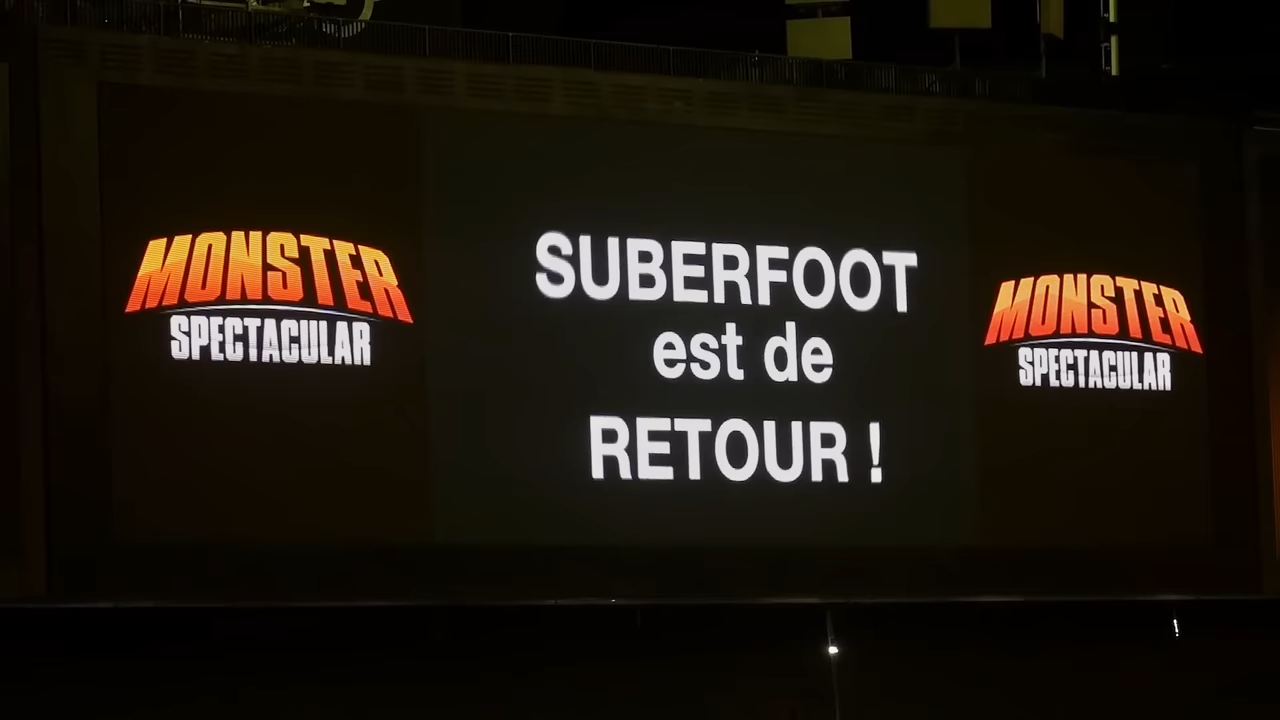 MONSTER
SPECTACULAR
SUBERFOOT
est de
RETOUR !
MONSTER
SPECTACULAR